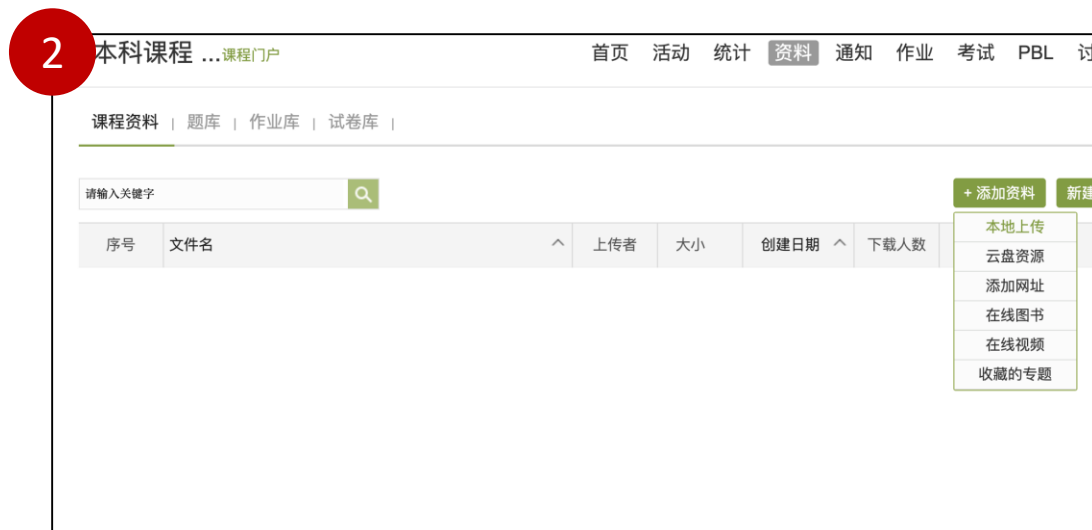 2
本科课程 ...课程门户 首页 活动 统计 资料 通知 作业 考试 PBL
课程资料 | 题库 | 作业库 | 试卷库 |
请输入关键字
+ 添加资料 新建
序号 文件名 上传者 大小 创建日期 下载人数
本地上传
云盘资源
添加网址
在线图书
在线视频
收藏的专题